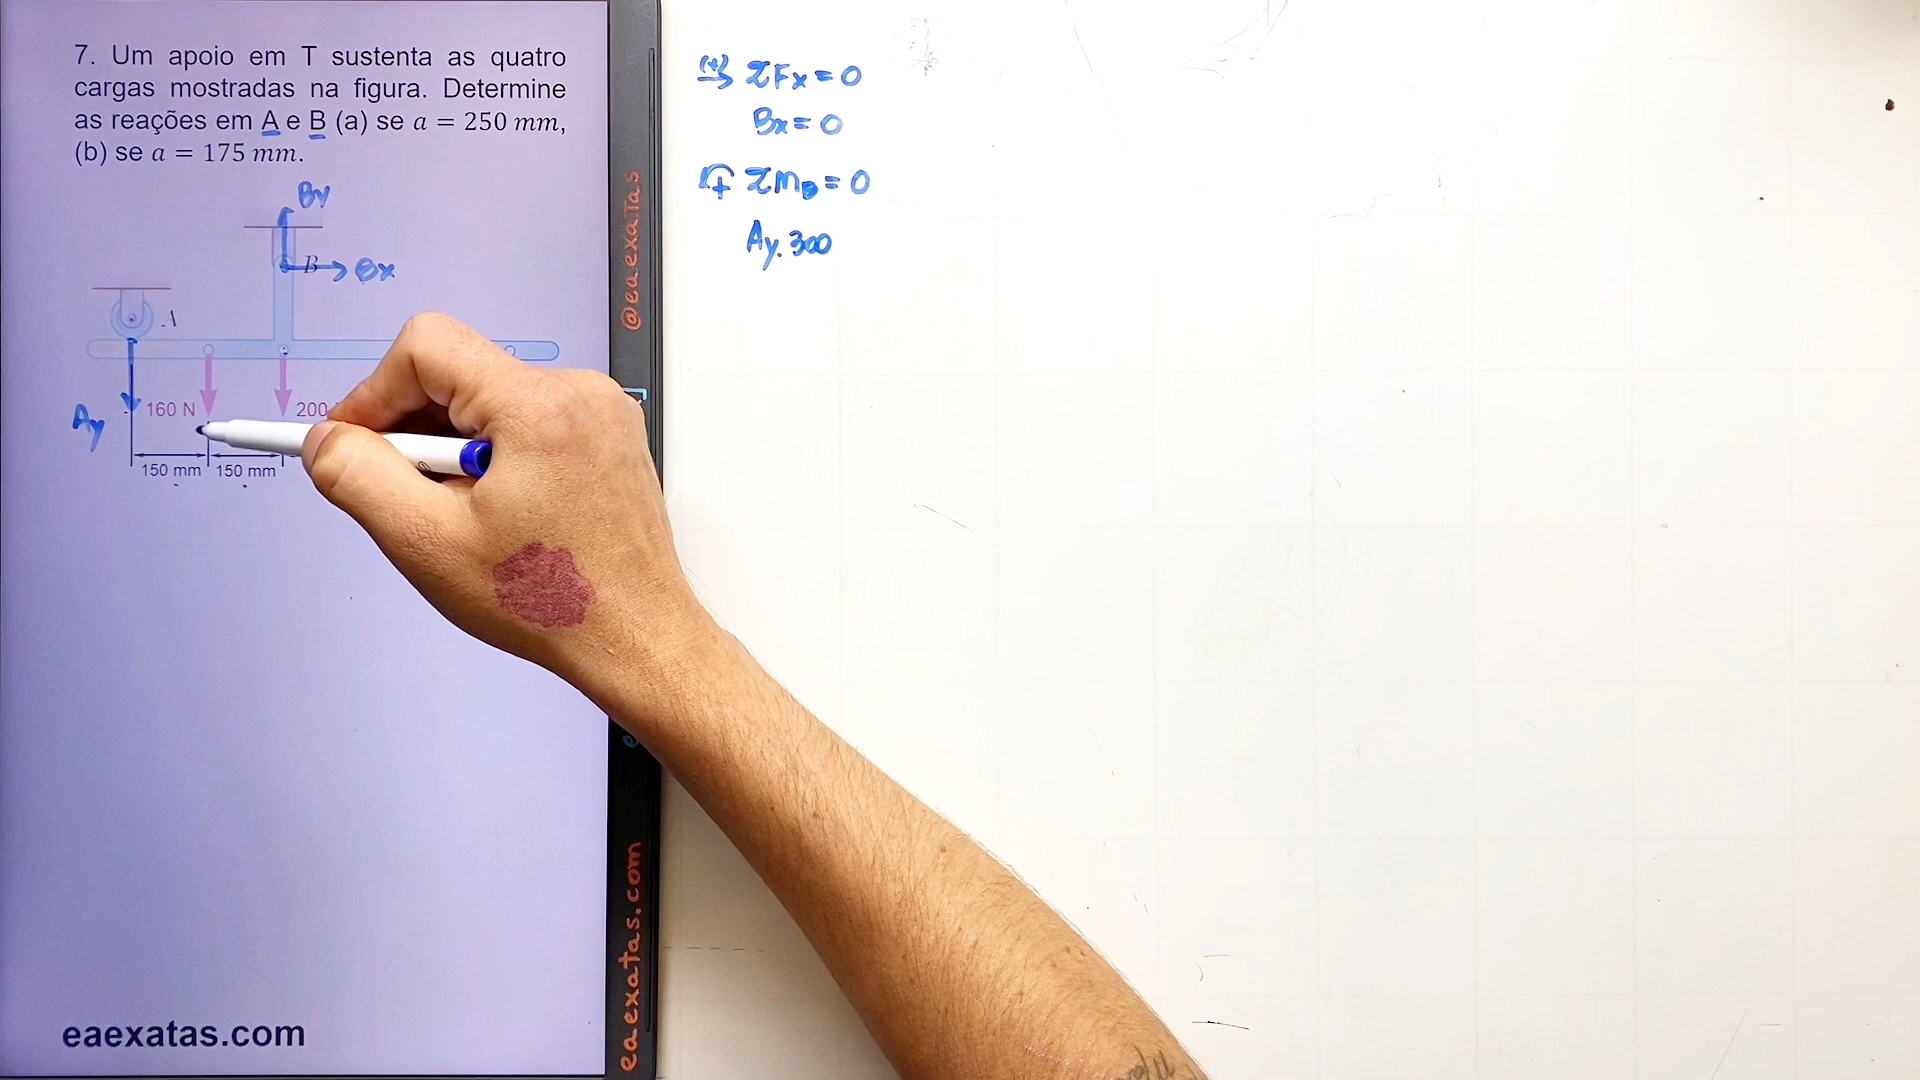 7. Um apoio em T sustenta as quatro
cargas mostradas na figura. Determine
as reações em A e B (a) se a = 250 mm,
(b) se a = 175 mm.
By
B
Bx
A
Ay
160 N
200
150 mm
150 mm
eaexatas.com
@eaexatas
eaexatas.com
(+) ΣFx = 0
Bx = 0
+ ΣMB = 0
Ay.300